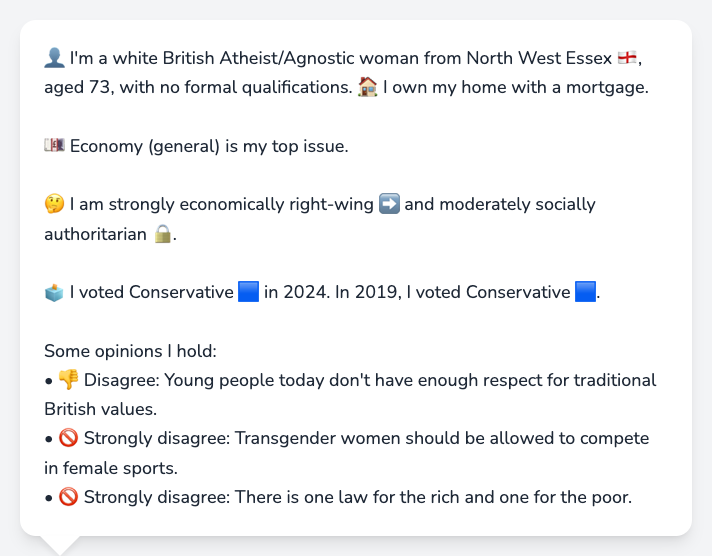 👤 I'm a white British Atheist/Agnostic woman from North West Essex 🏴󠁧󠁢󠁥󠁮󠁧󠁿,
aged 73, with no formal qualifications. 🏠 I own my home with a mortgage.
💷 Economy (general) is my top issue.
🤔 I am strongly economically right-wing ➡️ and moderately socially
authoritarian 🔒.
🗳️ I voted Conservative 🟦 in 2024. In 2019, I voted Conservative 🟦.
Some opinions I hold:
• 👎 Disagree: Young people today don't have enough respect for traditional
British values.
• 🚫 Strongly disagree: Transgender women should be allowed to compete
in female sports.
• 🚫 Strongly disagree: There is one law for the rich and one for the poor.